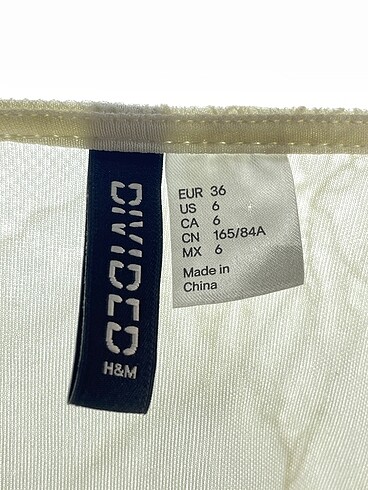 DIVIDED
H&M
EUR 36
US 6
CA 6
CN 165/84A
MX 6
Made in
China